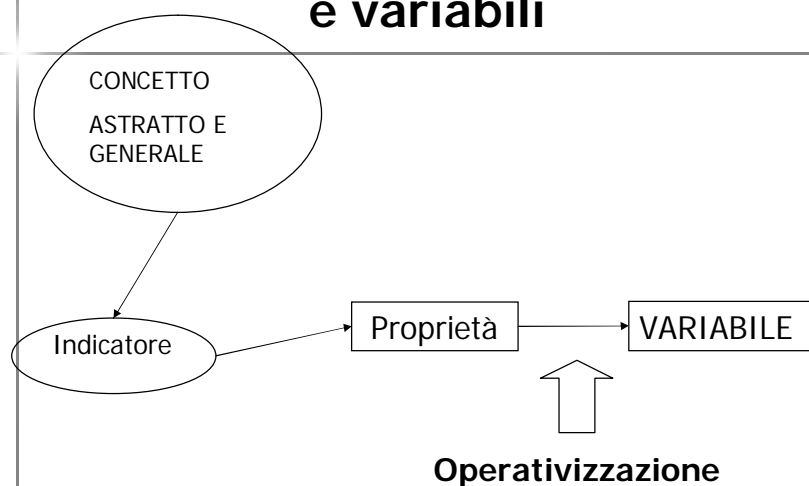 e variabili
CONCETTO
ASTRATTO E
GENERALE
Indicatore
Proprietà
VARIABILE
Operativizzazione